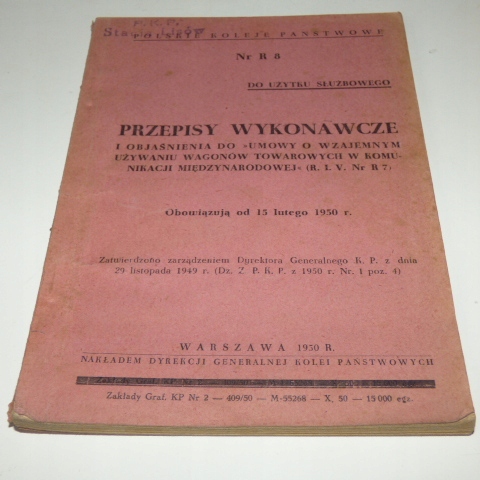 P. K. P.
POLSKIE KOLEJE PAŃSTWOWE
Nr R 8
DO UŻYTKU SŁUŻBOWEGO
PRZEPISY WYKONAWCZE
I OBJAŚNIENIA DO »UMOWY O WZAJEMNYM
UŻYWANIU WAGONÓW TOWAROWYCH W KOMU-
NIKACJI MIĘDZYNARODOWEJ« (R. I. V. Nr R 7)
Obowiązują od 15 lutego 1950 r.
Zatwierdzono zarządzeniem Dyrektora Generalnego K. P. z dnia
29 listopada 1949 r. (Dz. Z. P. K. P. z 1950 r. Nr. 1 poz. 4)
WARSZAWA 1950 R.
NAKŁADEM DYREKCJI GENERALNEJ KOLEI PAŃSTWOWYCH
Zakłady Graf. KP Nr 2 — 409/50 — M-95268 — X, 50 — 15 000 egz.